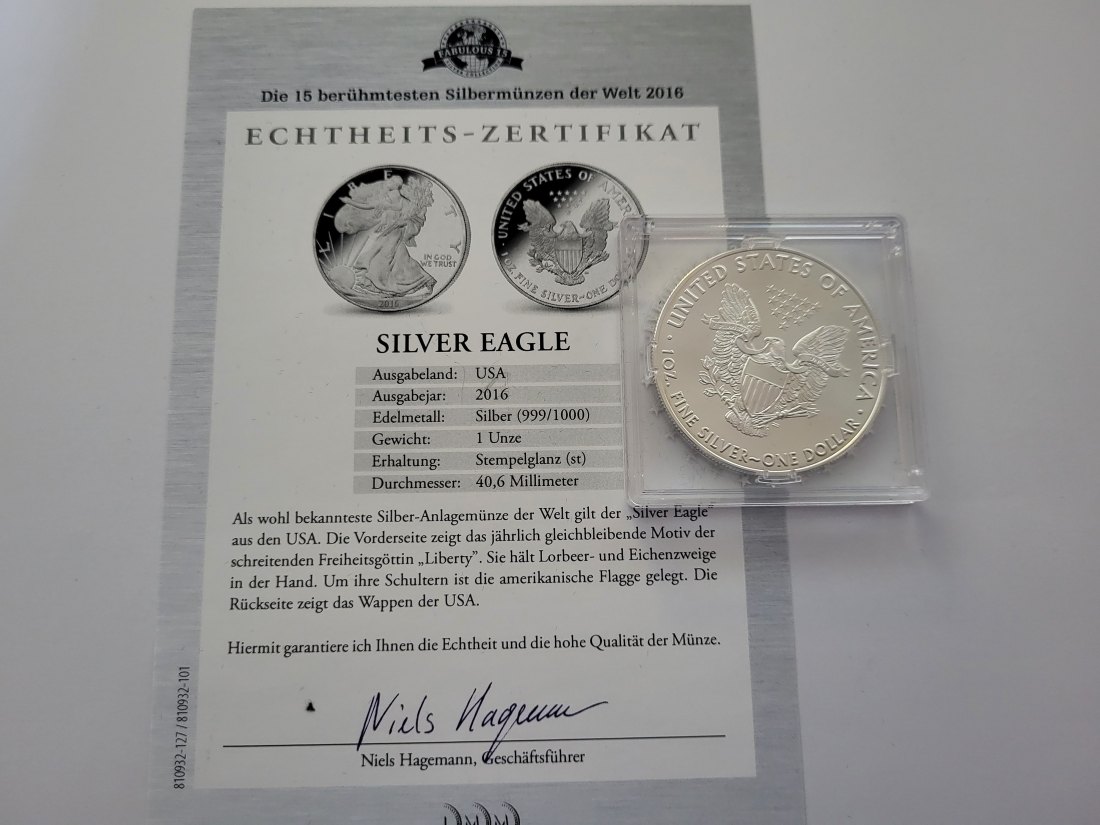 FABULOUS 15
SILVER COLLECTION
Die 15 berühmtesten Silbermünzen der Welt 2016
ECHTHEITS-ZERTIFIKAT
LIBERTY
IN GOD
WE TRUST
2016
UNITED STATES OF AMER
1 OZ. FINE SILVER~ONE DO
SILVER EAGLE
Ausgabeland: USA
Ausgabejar: 2016
Edelmetall: Silber (999/1000)
Gewicht: 1 Unze
Erhaltung: Stempelglanz (st)
Durchmesser: 40,6 Millimeter
UNITED STATES OF AMERICA
1 OZ. FINE SILVER~ONE DOLLAR
Als wohl bekannteste Silber-Anlagemünze der Welt gilt der „Silver Eagle“
aus den USA. Die Vorderseite zeigt das jährlich gleichbleibende Motiv der
schreitenden Freiheitsgöttin „Liberty”. Sie hält Lorbeer- und Eichenzweige
in der Hand. Um ihre Schultern ist die amerikanische Flagge gelegt. Die
Rückseite zeigt das Wappen der USA.
Hiermit garantiere ich Ihnen die Echtheit und die hohe Qualität der Münze.
Niels Hagemann
Niels Hagemann, Geschäftsführer
810932-127 / 810932-101